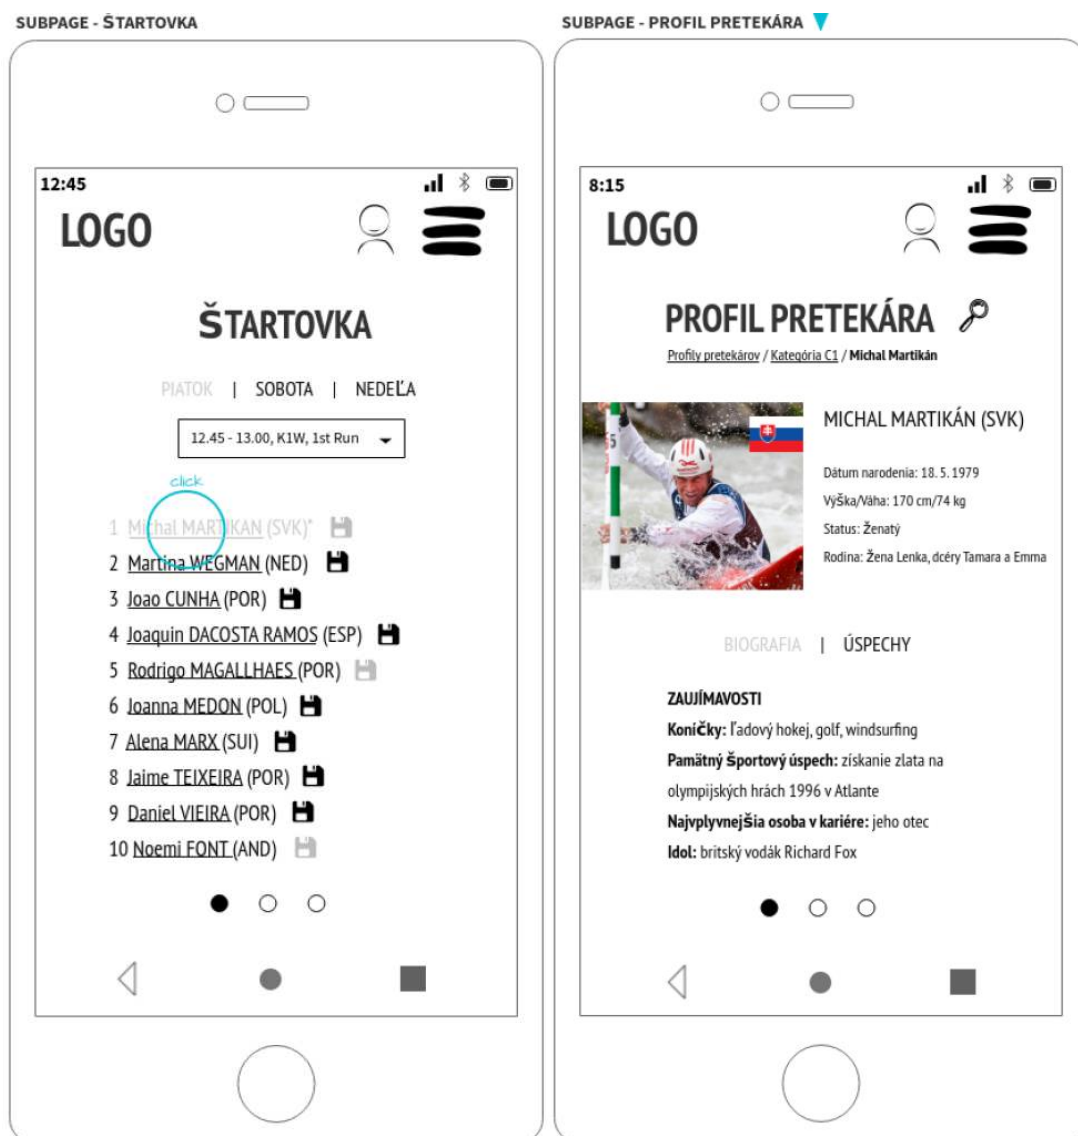 SUBPAGE - ŠTARTOVKA
12:45
LOGO
ŠTARTOVKA
PIATOK | SOBOTA | NEDEĽA
12.45 - 13.00, K1W, 1st Run
click
1 Michal MARTIKAN (SVK)*
2 Martina WEGMAN (NED)
3 Joao CUNHA (POR)
4 Joaquin DACOSTA RAMOS (ESP)
5 Rodrigo MAGALLHAES (POR)
6 Joanna MEDON (POL)
7 Alena MARX (SUI)
8 Jaime TEIXEIRA (POR)
9 Daniel VIEIRA (POR)
10 Noemi FONT (AND)
SUBPAGE - PROFIL PRETEKÁRA
8:15
LOGO
PROFIL PRETEKÁRA
Profily pretekárov / Kategória C1 / Michal Martikán
5
MICHAL MARTIKÁN (SVK)
Dátum narodenia: 18. 5. 1979
Výška/Váha: 170 cm/74 kg
Status: Ženatý
Rodina: Žena Lenka, dcéry Tamara a Emma
BIOGRAFIA | ÚSPECHY
ZAUJÍMAVOSTI
Koníčky: ľadový hokej, golf, windsurfing
Pamätný športový úspech: získanie zlata na
olympijských hrách 1996 v Atlante
Najvplyvnejšia osoba v kariére: jeho otec
Idol: britský vodák Richard Fox